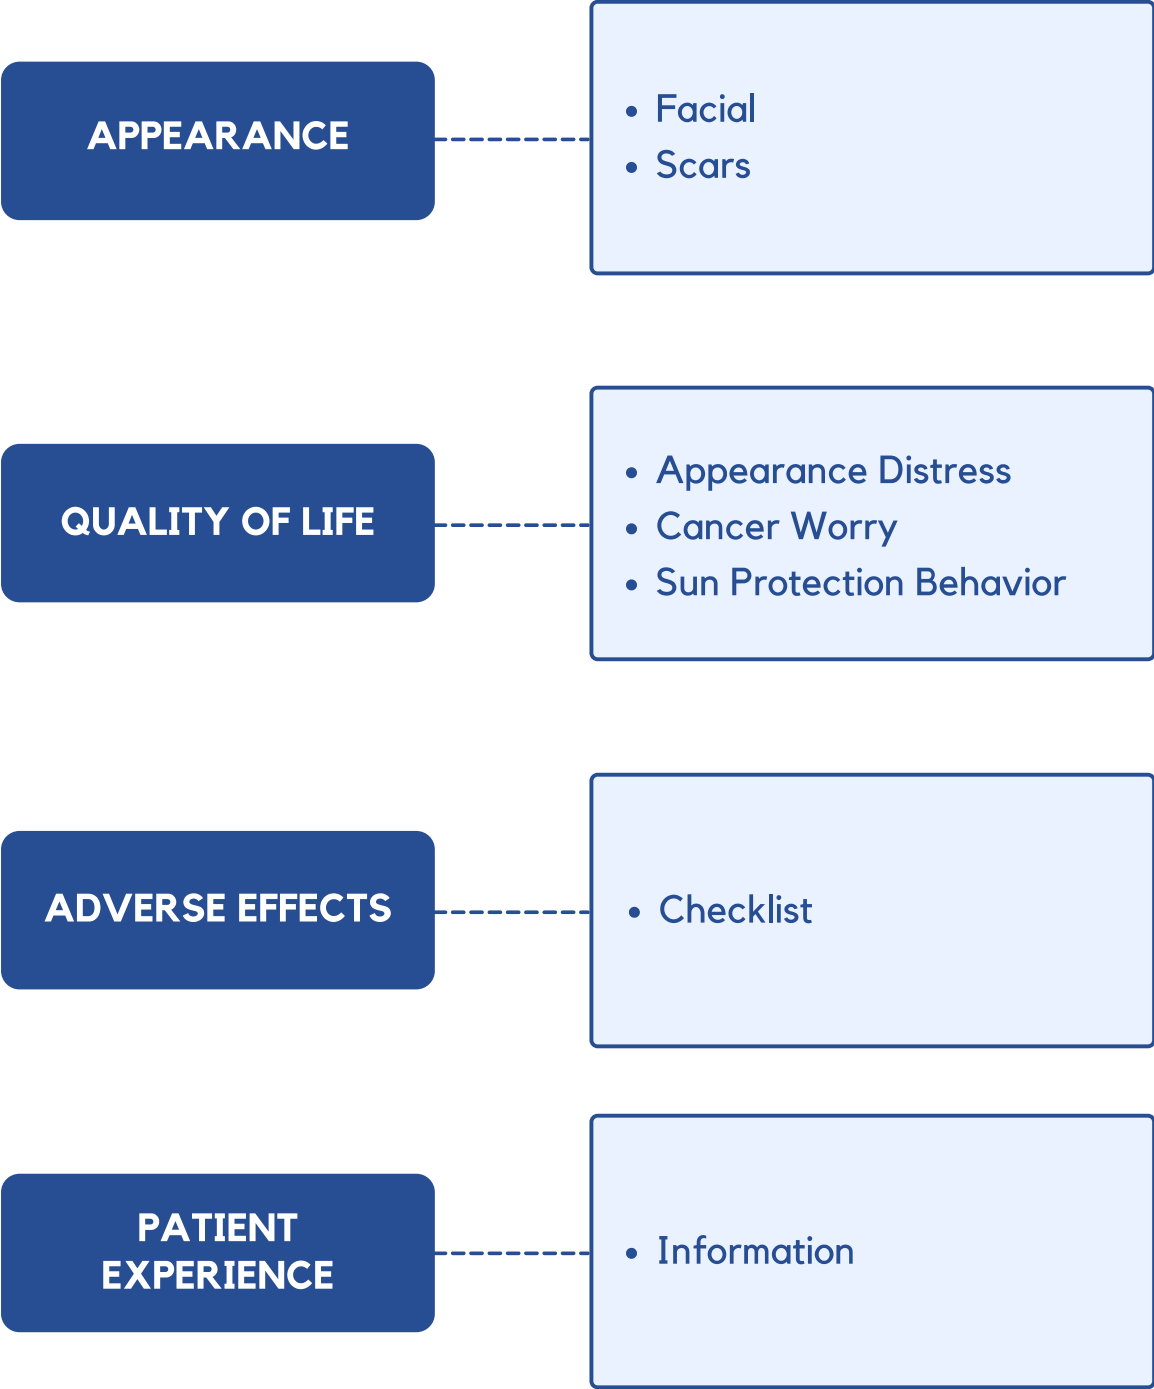 APPEARANCE
• Facial
• Scars
QUALITY OF LIFE
• Appearance Distress
• Cancer Worry
• Sun Protection Behavior
ADVERSE EFFECTS
• Checklist
PATIENT
EXPERIENCE
• Information